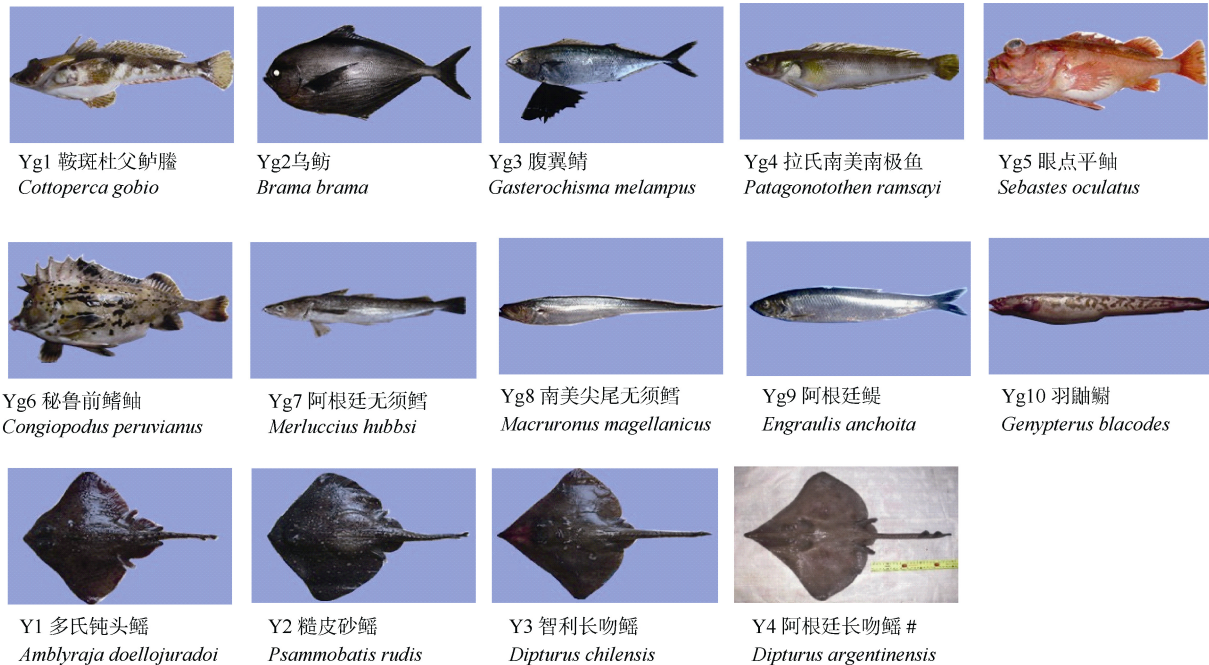 Yg1 鞍斑杜父鲈䲢
Cottoperca gobio
Yg2乌鲂
Brama brama
Yg3 腹翼鲭
Gasterochisma melampus
Yg4 拉氏南美南极鱼
Patagonotothen ramsayi
Yg5 眼点平鲉
Sebastes oculatus
Yg6 秘鲁前鳍鲉
Congiopodus peruvianus
Yg7 阿根廷无须鳕
Merluccius hubbsi
Yg8 南美尖尾无须鳕
Macruronus magellanicus
Yg9 阿根廷鳀
Engraulis anchoita
Yg10 羽鼬鳚
Genypterus blacodes
Y1 多氏钝头鳐
Amblyraja doellojuradoi
Y2 糙皮砂鳐
Psammobatis rudis
Y3 智利长吻鳐
Dipturus chilensis
Y4 阿根廷长吻鳐 #
Dipturus argentinensis